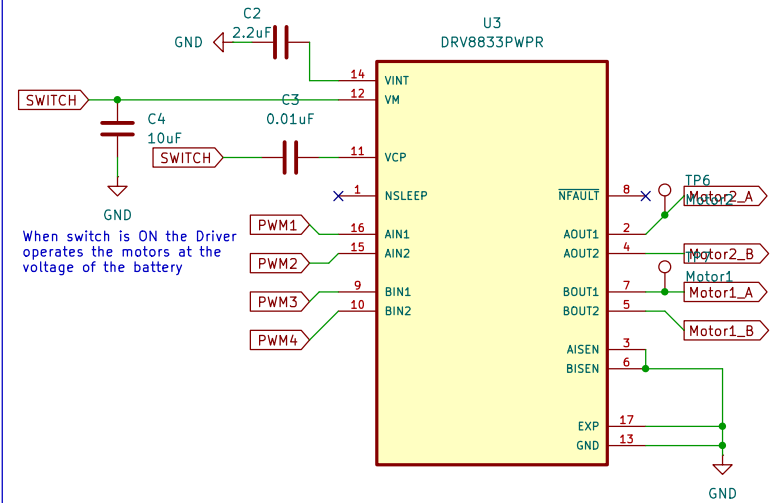 C2
2.2uF
GND
U3
DRV8833PWPR
14
VINT
SWITCH
12
VM
C3
0.01uF
C4
10uF
SWITCH
11
VCP
GND
1
NSLEEP
NFAULT
8
TP6
Motor2_A
Motor2
When switch is ON the Driver
operates the motors at the
voltage of the battery
PWM1
16
AIN1
AOUT1
2
PWM2
15
AIN2
AOUT2
4
Motor2_B
TP7
Motor1
PWM3
9
BIN1
BOUT1
7
Motor1_A
PWM4
10
BIN2
BOUT2
5
Motor1_B
AISEN
3
BISEN
6
EXP
17
GND
13
GND